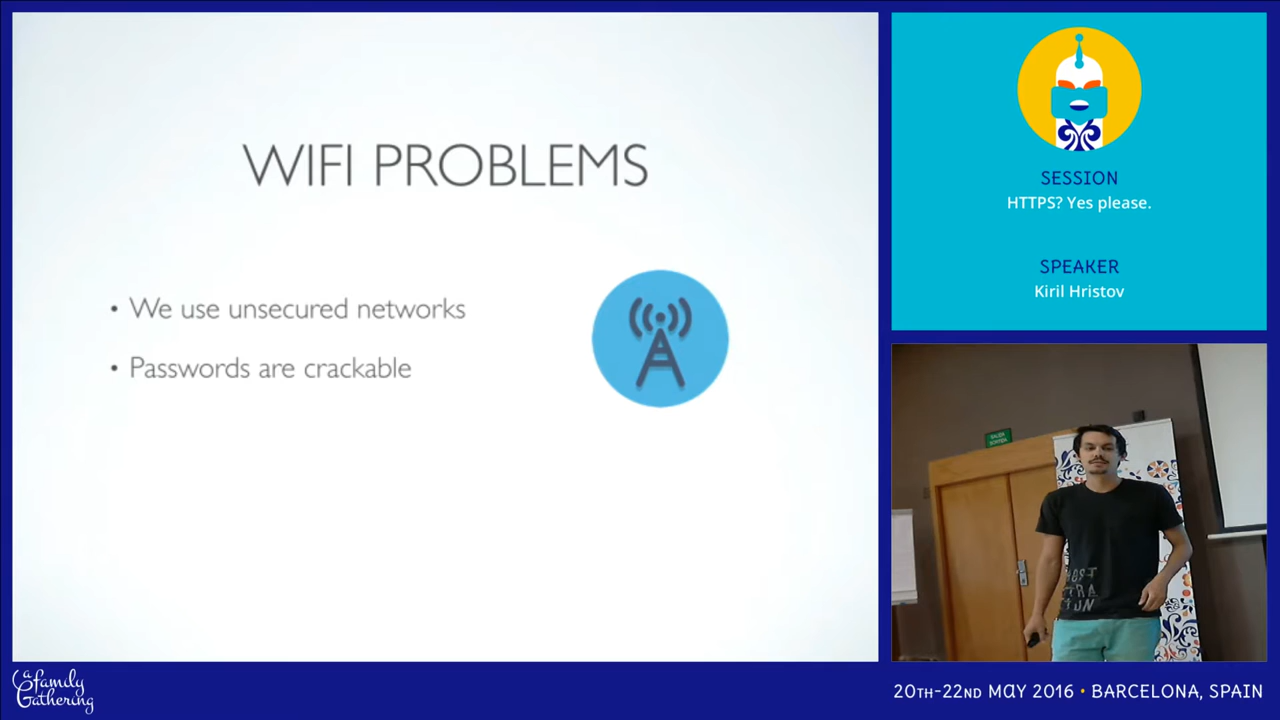 WIFI PROBLEMS
• We use unsecured networks
• Passwords are crackable
SESSION
HTTPS? Yes please.
SPEAKER
Kiril Hristov
a family
Gathering
20TH-22ND MAY 2016 • BARCELONA, SPAIN